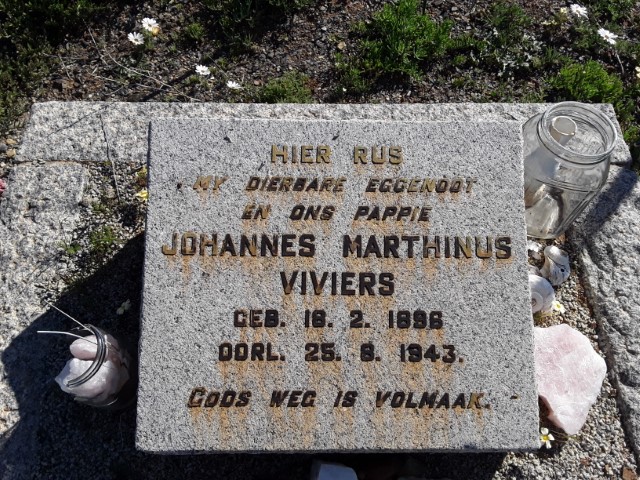 HIER RUS
MY DIERBARE EGGENOOT
EN ONS PAPPIE
JOHANNES MARTHINUS
VIVIERS
GEB. 18. 2. 1896
OORL. 25. 8. 1943.
GODS WEG IS VOLMAAK.